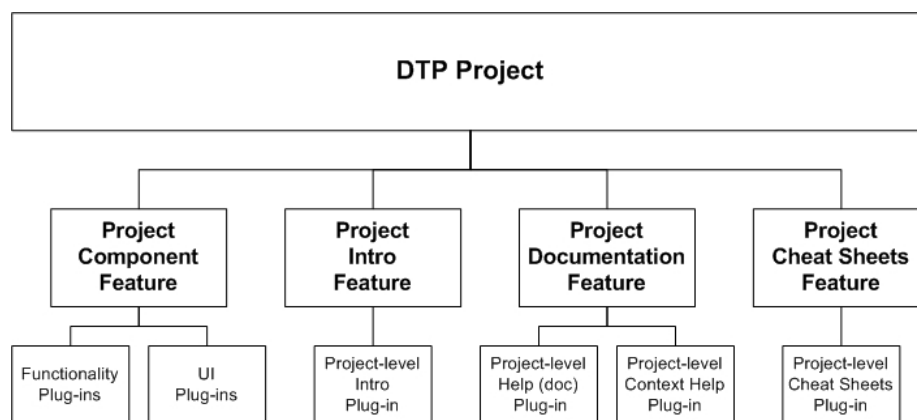 DTP Project
Project
Component
Feature
Project
Intro
Feature
Project
Documentation
Feature
Project
Cheat Sheets
Feature
Functionality
Plug-ins
UI
Plug-ins
Project-level
Intro
Plug-in
Project-level
Help (doc)
Plug-in
Project-level
Context Help
Plug-in
Project-level
Cheat Sheets
Plug-in